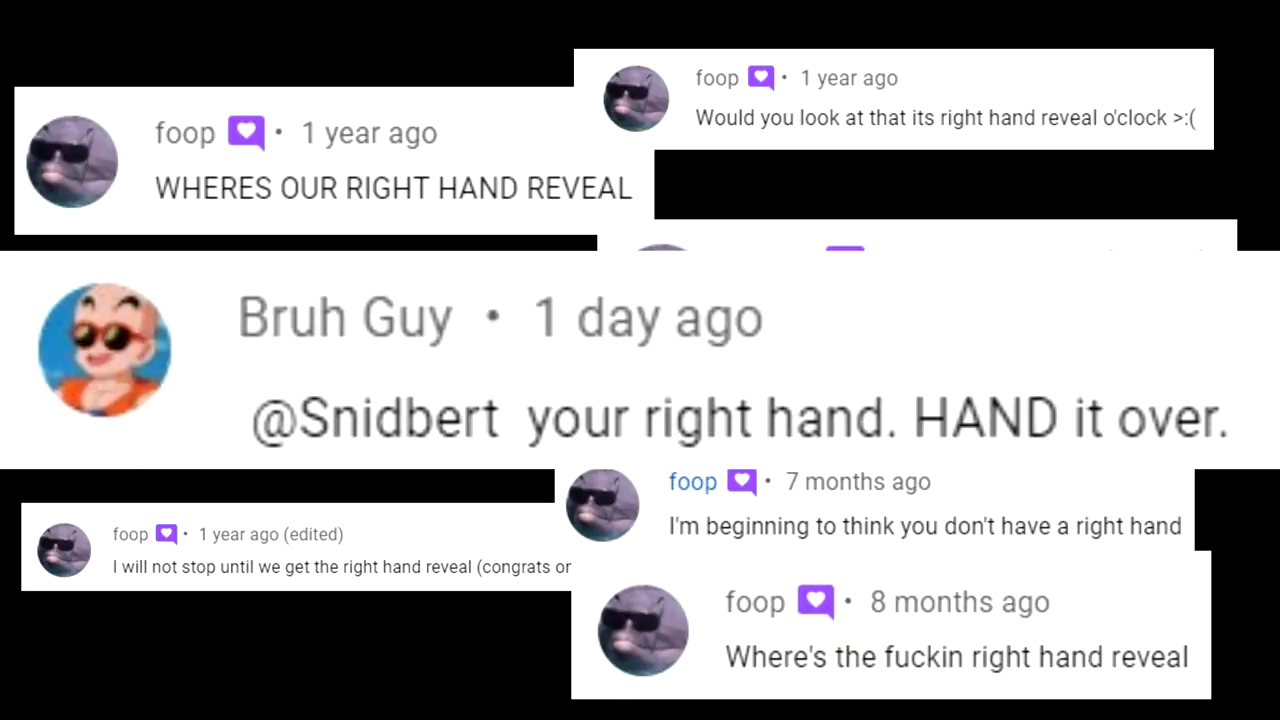 foop • 1 year ago
WHERES OUR RIGHT HAND REVEAL
foop • 1 year ago
Would you look at that its right hand reveal o'clock >:(
Bruh Guy • 1 day ago
@Snidbert your right hand. HAND it over.
foop • 1 year ago (edited)
I will not stop until we get the right hand reveal (congrats or
foop • 7 months ago
I'm beginning to think you don't have a right hand
foop • 8 months ago
Where's the fuckin right hand reveal